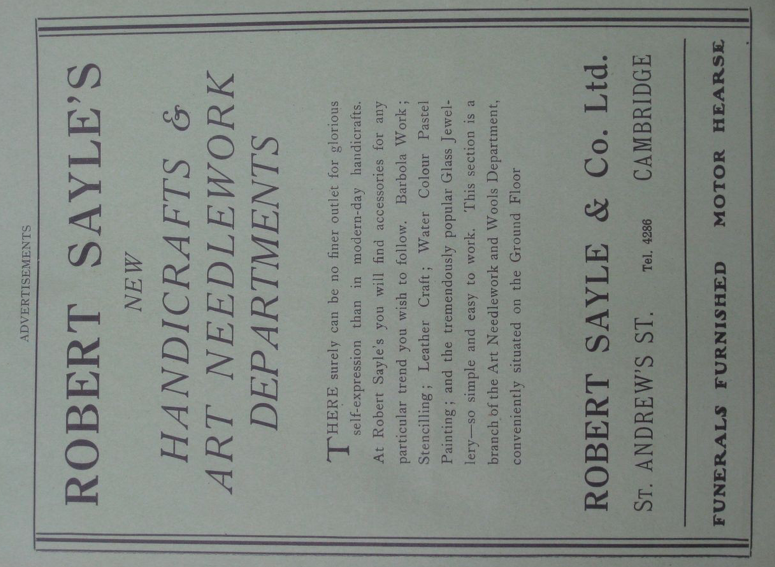 ADVERTISEMENTS
ROBERT SAYLE'S
NEW
HANDICRAFTS &
ART NEEDLEWORK
DEPARTMENTS
THERE surely can be no finer outlet for glorious
self-expression than in modern-day handicrafts.
At Robert Sayle's you will find accessories for any
particular trend you wish to follow. Barbola Work;
Stencilling; Leather Craft; Water Colour Pastel
Painting; and the tremendously popular Glass Jewel-
lery—so simple and easy to work. This section is a
branch of the Art Needlework and Wools Department,
conveniently situated on the Ground Floor
ROBERT SAYLE & Co. Ltd.
ST. ANDREW'S ST. Tel. 4286 CAMBRIDGE
FUNERALS FURNISHED MOTOR HEARSE